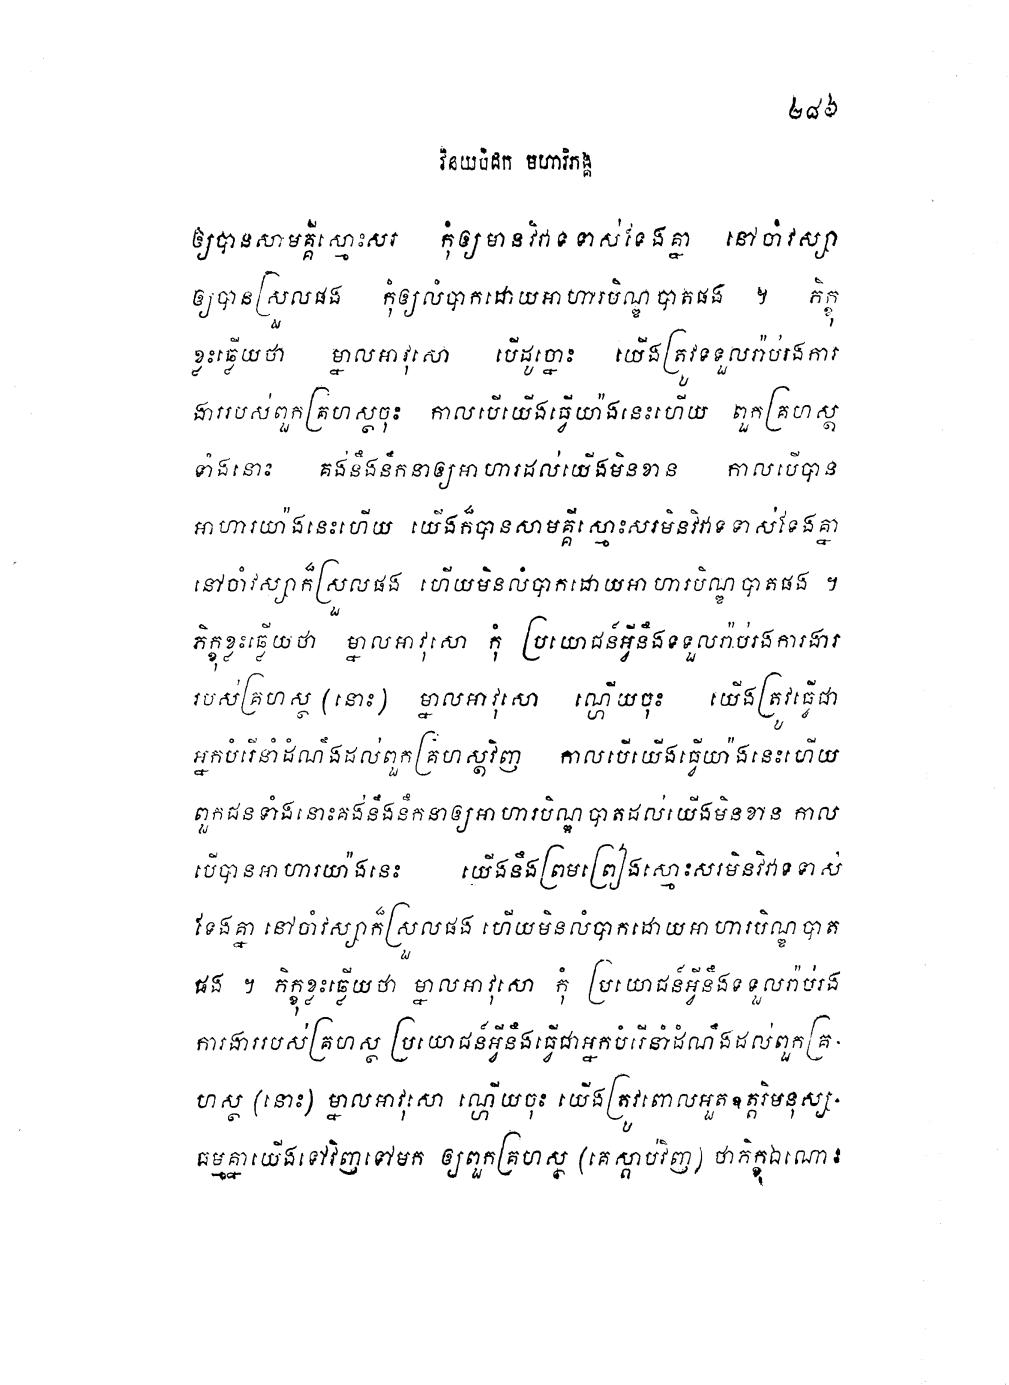 ២៨៦
វិនយបិដក មហាវិភង្គ
ឲ្យបានសាមគ្គីស្មោះសរ កុំឲ្យមានវិវាទទាស់ទែងគ្នា នៅចាំវស្សា
ឲ្យបានស្រួលផង កុំឲ្យលំបាកដោយអាហារបិណ្ឌបាតផង ។ ភិក្ខុ
ខ្លះឆ្លើយថា ម្នាលអាវុសោ បើដូច្នោះ យើងត្រូវទទួលរ៉ាប់រងការ
ងាររបស់ពួកគ្រហស្ថចុះ កាលបើយើងធ្វើយ៉ាងនេះហើយ ពួកគ្រហស្ថ
ទាំងនោះ គង់នឹងនឹកនាឲ្យអាហារដល់យើងមិនខាន កាលបើបាន
អាហារយ៉ាងនេះហើយ យើងក៏បានសាមគ្គីស្មោះសរមិនវិវាទទាស់ទែងគ្នា
នៅចាំវស្សាក៏ស្រួលផង ហើយមិនលំបាកដោយអាហារបិណ្ឌបាតផង ។
ភិក្ខុខ្លះឆ្លើយថា ម្នាលអាវុសោ កុំ ប្រយោជន៍អ្វីនឹងទទួលរ៉ាប់រងការងារ
របស់គ្រហស្ថ (នោះ) ម្នាលអាវុសោ ណ្ហើយចុះ យើងត្រូវធ្វើជា
អ្នកបំរើនាំដំណឹងដល់ពួកគ្រហស្ថវិញ កាលបើយើងធ្វើយ៉ាងនេះហើយ
ពួកជនទាំងនោះគង់នឹងនឹកនាឲ្យអាហារបិណ្ឌបាតដល់យើងមិនខាន កាល
បើបានអាហារយ៉ាងនេះ យើងនឹងព្រមព្រៀងស្មោះសរមិនវិវាទទាស់
ទែងគ្នា នៅចាំវស្សាក៏ស្រួលផង ហើយមិនលំបាកដោយអាហារបិណ្ឌបាត
ផង ។ ភិក្ខុខ្លះឆ្លើយថា ម្នាលអាវុសោ កុំ ប្រយោជន៍អ្វីនឹងទទួលរ៉ាប់រង
ការងាររបស់គ្រហស្ថ ប្រយោជន៍អ្វីនឹងធ្វើជាអ្នកបំរើនាំដំណឹងដល់ពួកគ្រ-
ហស្ថ (នោះ) ម្នាលអាវុសោ ណ្ហើយចុះ យើងត្រូវពោលអួតឧត្តរិមនុស្ស-
ធម្មគ្នាយើងទៅវិញទៅមក ឲ្យពួកគ្រហស្ថ (គេស្តាប់វិញ) ថាភិក្ខុឯណោះ